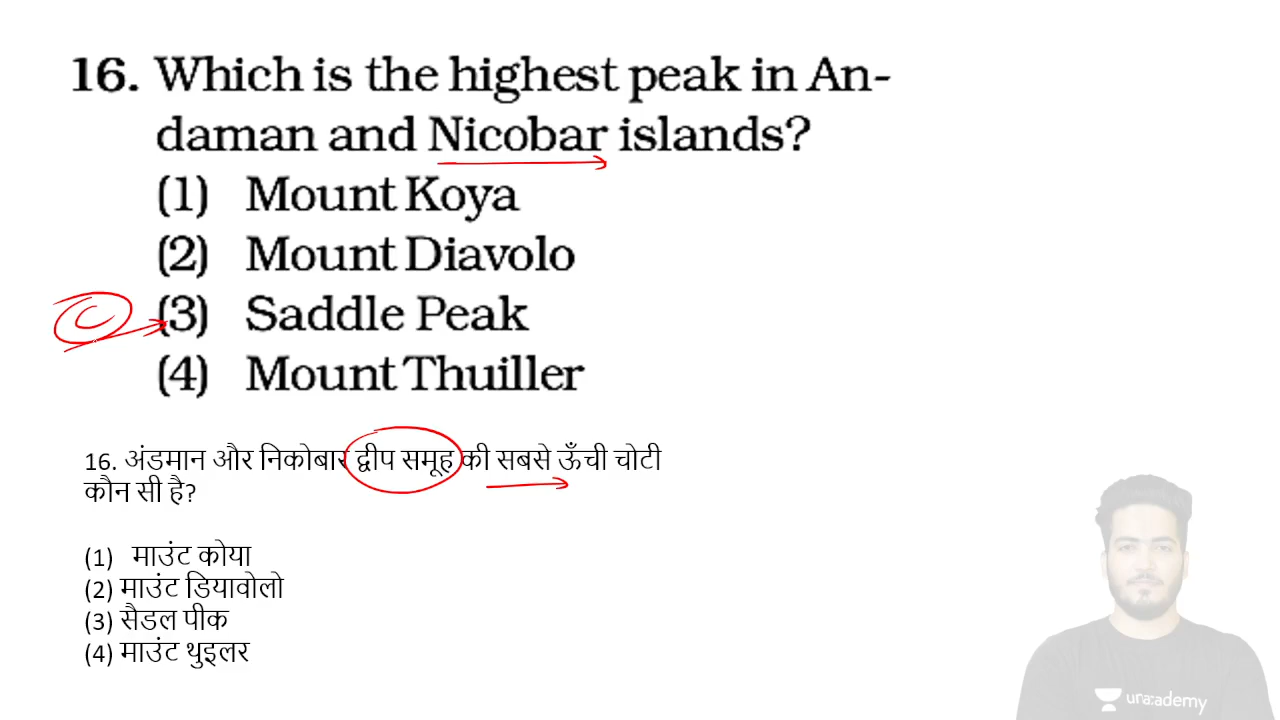 16. Which is the highest peak in An-
daman and Nicobar islands?
(1) Mount Koya
(2) Mount Diavolo
(3) Saddle Peak
(4) Mount Thuiller
16. अंडमान और निकोबार द्वीप समूह की सबसे ऊँची चोटी
कौन सी है?
(1) माउंट कोया
(2) माउंट डियावोलो
(3) सैडल पीक
(4) माउंट थुइलर
unacademy